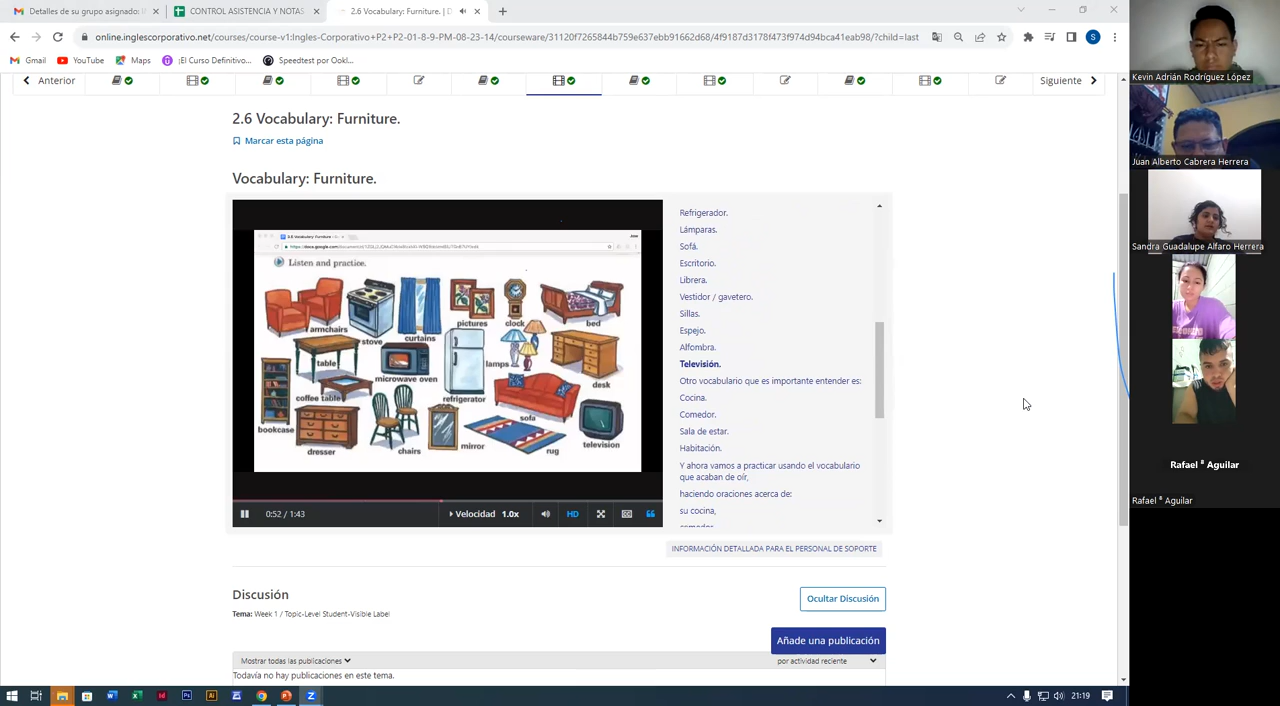 Detalles de su grupo asignado:
CONTROL ASISTENCIA Y NOTAS
2.6 Vocabulary: Furniture. | D
online.inglescorporativo.net/courses/course-v1:Ingles-Corporativo+P2+P2-01-8-9-PM-08-23-14/courseware/31120f7265844b759e637ebb91662d68/4f9187d3178f473f974d94bca41eab98/?child=last
S
Gmail
YouTube
Maps
¡El Curso Definitivo...
Speedtest por Ookl...
Anterior
Siguiente
2.6 Vocabulary: Furniture.
Marcar esta página
Vocabulary: Furniture.
Listen and practice.
armchairs
stove
curtains
pictures
clock
bed
table
microwave oven
lamps
desk
coffee table
refrigerator
bookcase
sofa
dresser
chairs
mirror
rug
television
0:52 / 1:43
Velocidad 1.0x
HD
Refrigerador.
Lámparas.
Sofá.
Escritorio.
Librera.
Vestidor / gavetero.
Sillas.
Espejo.
Alfombra.
Televisión.
Otro vocabulario que es importante entender es:
Cocina.
Comedor.
Sala de estar.
Habitación.
Y ahora vamos a practicar usando el vocabulario
que acaban de oír,
haciendo oraciones acerca de:
su cocina,
comedor
INFORMACIÓN DETALLADA PARA EL PERSONAL DE SOPORTE
Discusión
Ocultar Discusión
Tema: Week 1 / Topic-Level Student-Visible Label
Añade una publicación
Mostrar todas las publicaciones
por actividad reciente
Todavía no hay publicaciones en este tema.
Kevin Adrián Rodríguez López
Juan Alberto Cabrera Herrera
Sandra Guadalupe Alfaro Herrera
Rafael ᴮ Aguilar
Rafael ᴮ Aguilar
21:19